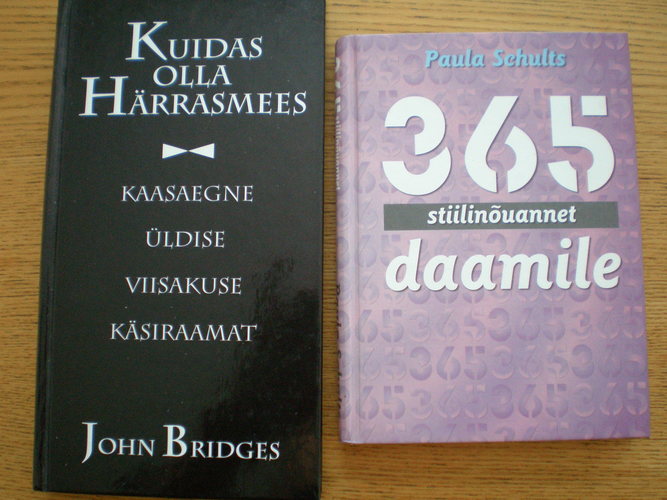 KUIDAS
OLLA
HÄRRASMEES
KAASAEGNE
ÜLDISE
VIISAKUSE
KÄSIRAAMAT
JOHN BRIDGES
Paula Schults
365
stiilinõuannet
daamile